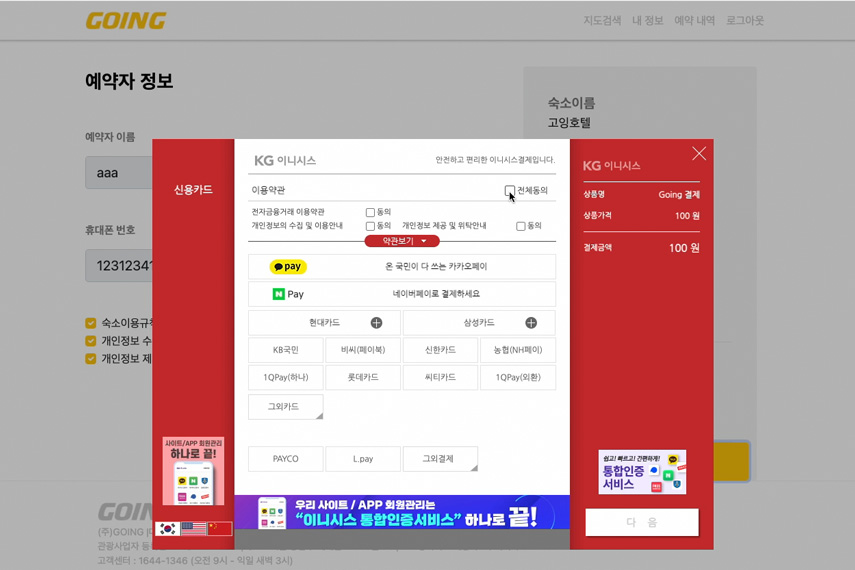 GOING
지도검색 내 정보 예약 내역 로그아웃
예약자 정보
숙소이름
고잉호텔
예약자 이름
aaa
휴대폰 번호
1231234
숙소이용규
개인정보 수
개인정보 제
신용카드
사이트/APP 회원관리
하나로 끝!
KG 이니시스
안전하고 편리한 이니시스결제입니다.
이용약관
전체동의
전자금융거래 이용약관 동의
개인정보의 수집 및 이용안내 동의 개인정보 제공 및 위탁안내 동의
약관보기
pay 온 국민이 다 쓰는 카카오페이
N Pay 네이버페이로 결제하세요
현대카드 삼성카드
KB국민 비씨(페이북) 신한카드 농협(NH페이)
1QPay(하나) 롯데카드 씨티카드 1QPay(외환)
그외카드
PAYCO L.pay 그외결제
우리 사이트 / APP 회원관리는
“이니시스 통합인증서비스” 하나로 끝!
KG 이니시스
상품명 Going 결제
상품가격 100 원
결제금액 100 원
쉽고! 빠르고! 간편하게!
통합인증
서비스
다 음
GOING
(주)GOING
관광사업자 등
고객센터 : 1644-1346 (오전 9시 - 익일 새벽 3시)